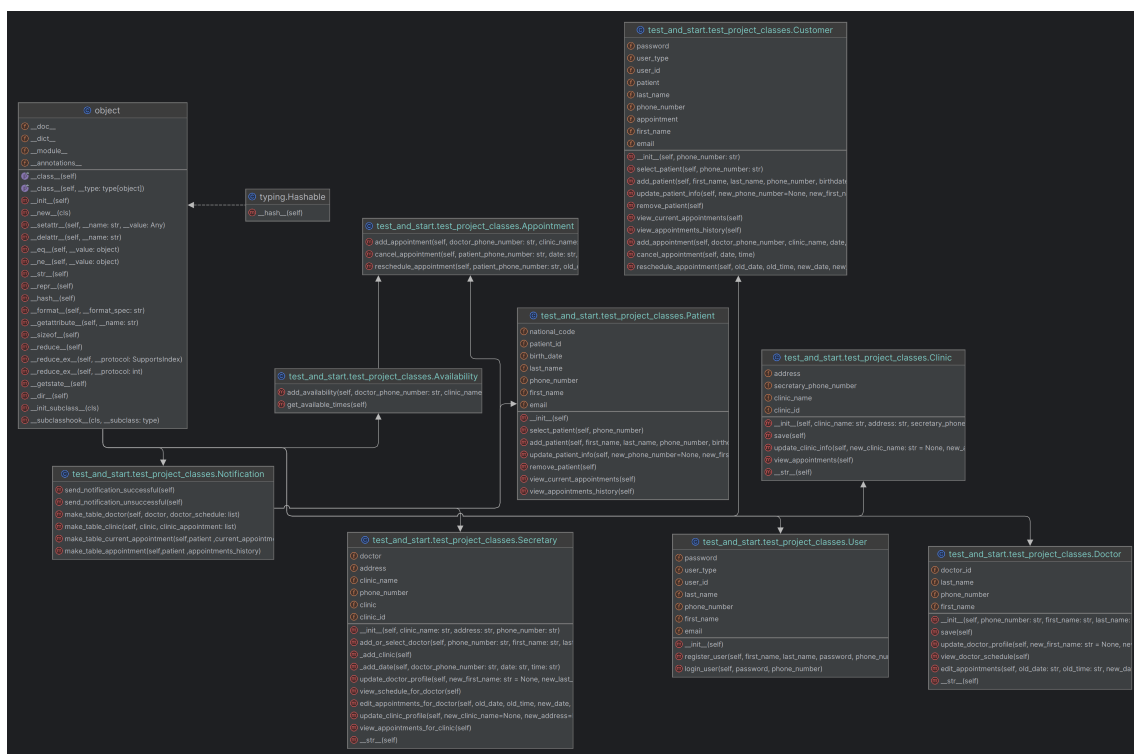 test_and_start.test_project_classes.Customer
password
user_type
user_id
patient
last_name
phone_number
appointment
first_name
email
__init__(self, phone_number: str)
select_patient(self, phone_number: str)
add_patient(self, first_name, last_name, phone_number, birthdat
update_patient_info(self, new_phone_number=None, new_first_n
remove_patient(self)
view_current_appointments(self)
view_appointments_history(self)
add_appointment(self, doctor_phone_number, clinic_name, date,
cancel_appointment(self, date, time)
reschedule_appointment(self, old_date, old_time, new_date, new
object
__doc__
__dict__
__module__
__annotations__
__class__(self)
__class__(self, __type: type[object])
__init__(self)
__new__(cls)
__setattr__(self, __name: str, __value: Any)
__delattr__(self, __name: str)
__eq__(self, __value: object)
__ne__(self, __value: object)
__str__(self)
__repr__(self)
__hash__(self)
__format__(self, __format_spec: str)
__getattribute__(self, __name: str)
__sizeof__(self)
__reduce__(self)
__reduce_ex__(self, __protocol: SupportsIndex)
__reduce_ex__(self, __protocol: int)
__getstate__(self)
__dir__(self)
__init_subclass__(cls)
__subclasshook__(cls, __subclass: type)
typing.Hashable
__hash__(self)
test_and_start.test_project_classes.Appointment
add_appointment(self, doctor_phone_number: str, clinic_name:
cancel_appointment(self, patient_phone_number: str, date: str,
reschedule_appointment(self, patient_phone_number: str, old_
test_and_start.test_project_classes.Patient
national_code
patient_id
birth_date
last_name
phone_number
first_name
email
__init__(self)
select_patient(self, phone_number)
add_patient(self, first_name, last_name, phone_number, birth
update_patient_info(self, new_phone_number=None, new_firs
remove_patient(self)
view_current_appointments(self)
view_appointments_history(self)
test_and_start.test_project_classes.Clinic
address
secretary_phone_number
clinic_name
clinic_id
__init__(self, clinic_name: str, address: str, secretary_phone
save(self)
update_clinic_info(self, new_clinic_name: str = None, new_a
view_appointments(self)
__str__(self)
test_and_start.test_project_classes.Availability
add_availability(self, doctor_phone_number: str, clinic_name
get_available_times(self)
test_and_start.test_project_classes.Notification
send_notification_successful(self)
send_notification_unsuccessful(self)
make_table_doctor(self, doctor, doctor_schedule: list)
make_table_clinic(self, clinic, clinic_appointment: list)
make_table_current_appointment(self,patient ,current_appointm
make_table_appointment(self,patient ,appointments_history)
test_and_start.test_project_classes.Secretary
doctor
address
clinic_name
phone_number
clinic
clinic_id
__init__(self, clinic_name: str, address: str, phone_number: str)
add_or_select_doctor(self, phone_number: str, first_name: str, las
_add_clinic(self)
_add_date(self, doctor_phone_number: str, date: str, time: str)
update_doctor_profile(self, new_first_name: str = None, new_last_
view_schedule_for_doctor(self)
edit_appointments_for_doctor(self, old_date, old_time, new_date,
update_clinic_profile(self, new_clinic_name=None, new_address=
view_appointments_for_clinic(self)
__str__(self)
test_and_start.test_project_classes.User
password
user_type
user_id
last_name
phone_number
first_name
email
__init__(self)
register_user(self, first_name, last_name, password, phone_nu
login_user(self, password, phone_number)
test_and_start.test_project_classes.Doctor
doctor_id
last_name
phone_number
first_name
__init__(self, phone_number: str, first_name: str, last_name:
save(self)
update_doctor_profile(self, new_first_name: str = None, new
view_doctor_schedule(self)
edit_appointments(self, old_date: str, old_time: str, new_da
__str__(self)